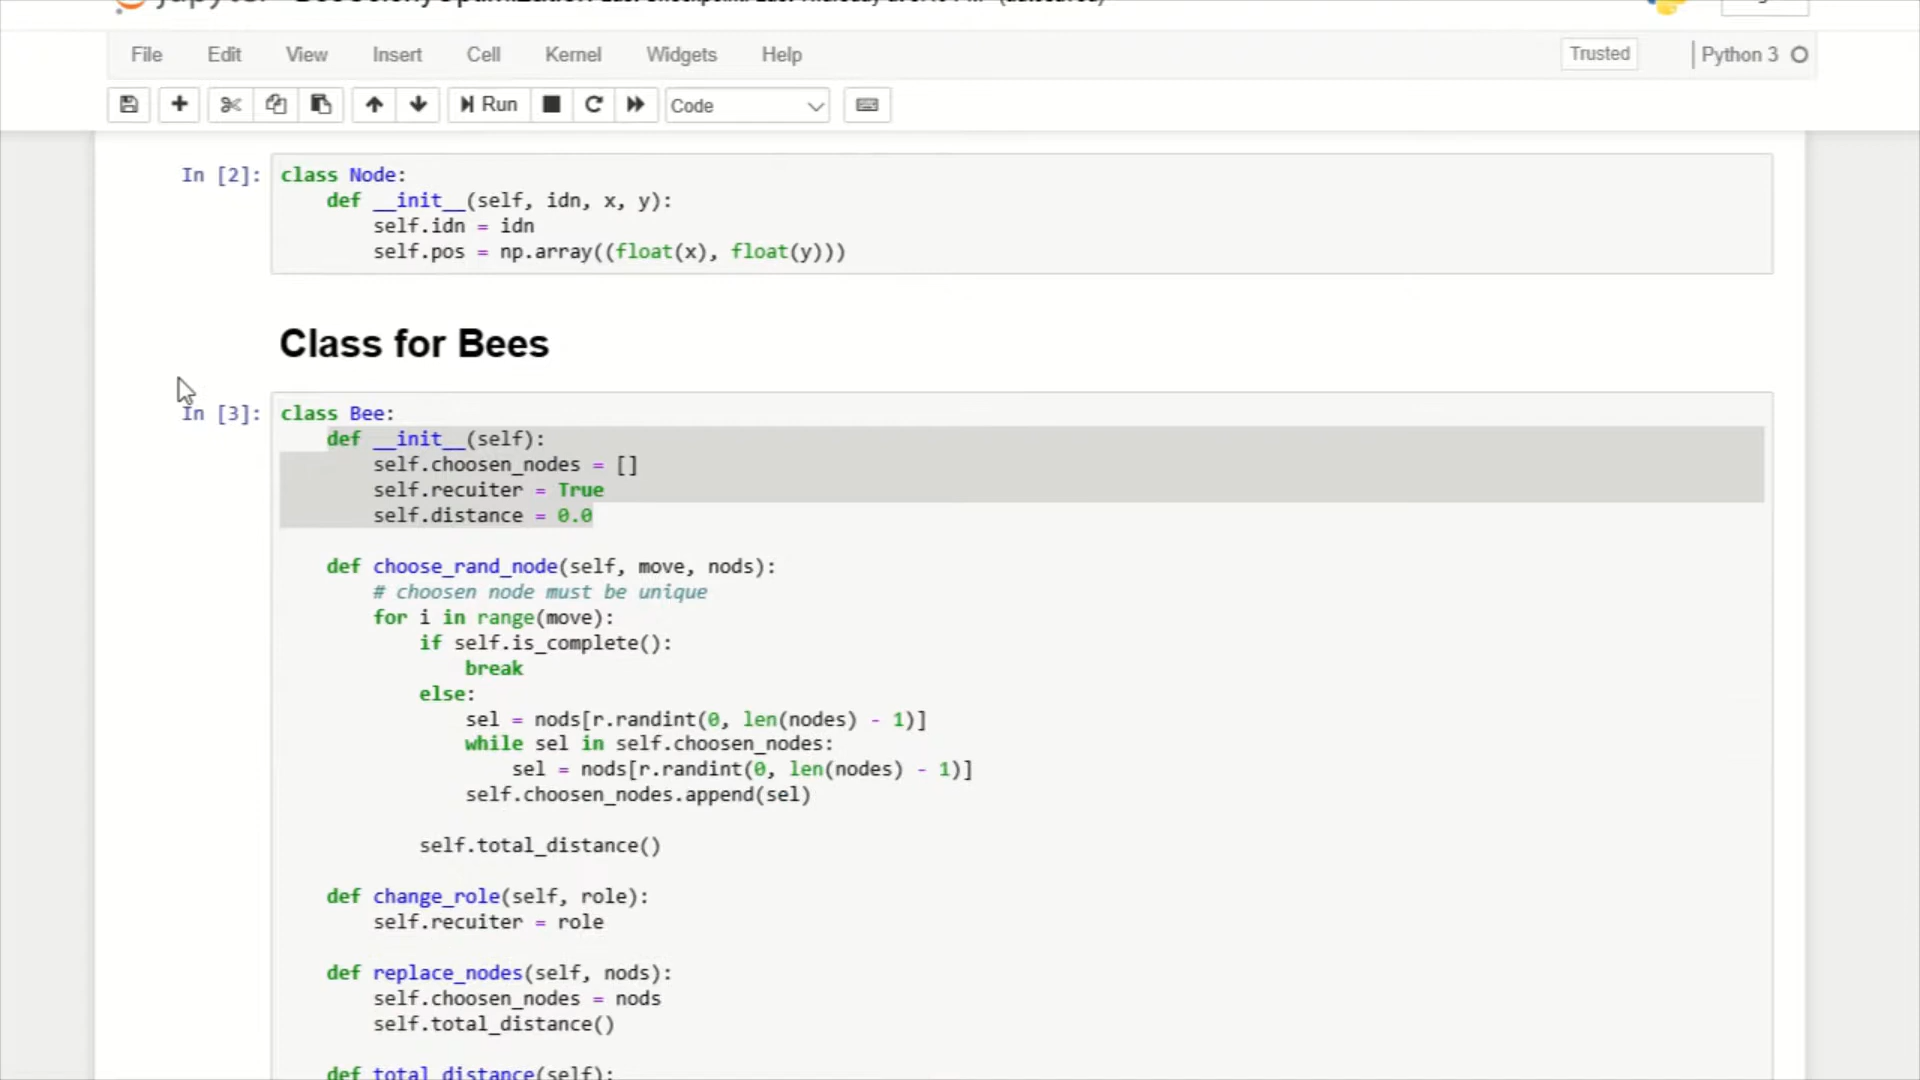 File Edit View Insert Cell Kernel Widgets Help Trusted Python 3
Run Code
In [2]: class Node:
def __init__(self, idn, x, y):
self.idn = idn
self.pos = np.array((float(x), float(y)))
Class for Bees
In [3]: class Bee:
def __init__(self):
self.choosen_nodes = []
self.recuiter = True
self.distance = 0.0
def choose_rand_node(self, move, nods):
# choosen node must be unique
for i in range(move):
if self.is_complete():
break
else:
sel = nods[r.randint(0, len(nodes) - 1)]
while sel in self.choosen_nodes:
sel = nods[r.randint(0, len(nodes) - 1)]
self.choosen_nodes.append(sel)
self.total_distance()
def change_role(self, role):
self.recuiter = role
def replace_nodes(self, nods):
self.choosen_nodes = nods
self.total_distance()
def total_distance(self):